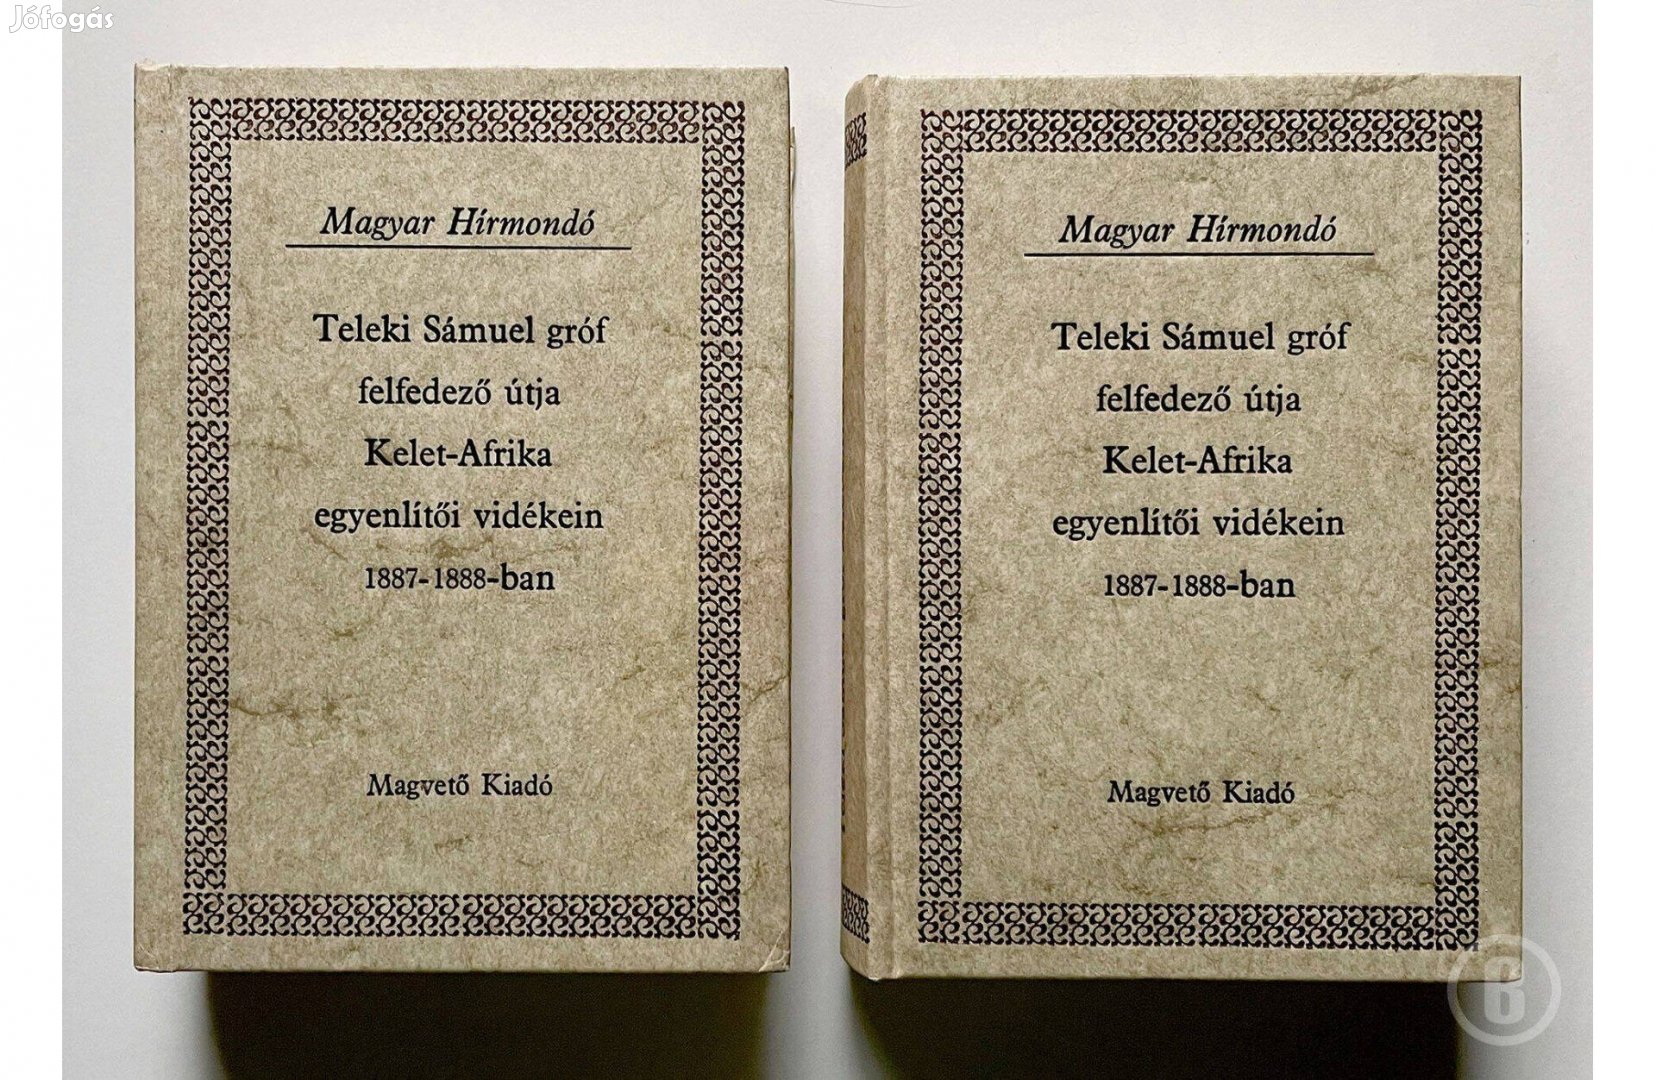 Jófogás
Magyar Hírmondó
Teleki Sámuel gróf
felfedező útja
Kelet-Afrika
egyenlítői vidékein
1887-1888-ban
Magvető Kiadó
Magyar Hírmondó
Teleki Sámuel gróf
felfedező útja
Kelet-Afrika
egyenlítői vidékein
1887-1888-ban
Magvető Kiadó